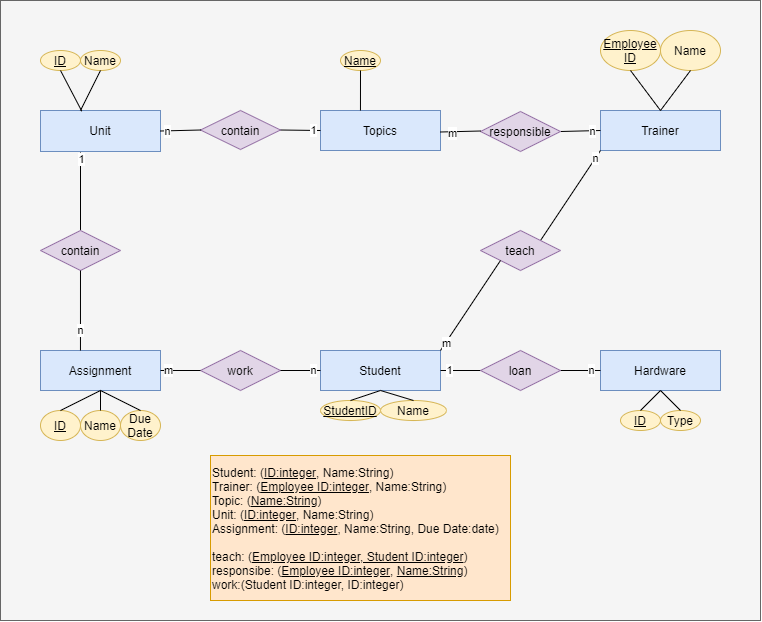 ID Name
Name
Employee ID
Name
Unit
n
contain
1
Topics
m
responsible
n
Trainer
1
n
contain
teach
n
m
Assignment
m
work
n
Student
1
loan
n
Hardware
ID
Name
Due Date
StudentID
Name
ID
Type
Student: (ID:integer, Name:String)
Trainer: (Employee ID:integer, Name:String)
Topic: (Name:String)
Unit: (ID:integer, Name:String)
Assignment: (ID:integer, Name:String, Due Date:date)
teach: (Employee ID:integer, Student ID:integer)
responsibe: (Employee ID:integer, Name:String)
work:(Student ID:integer, ID:integer)